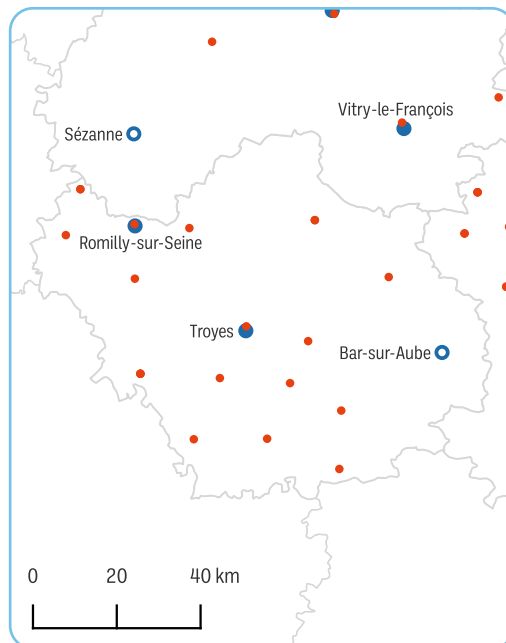 Vitry-le-François
Sézanne
Romilly-sur-Seine
Troyes
Bar-sur-Aube
0 20 40 km